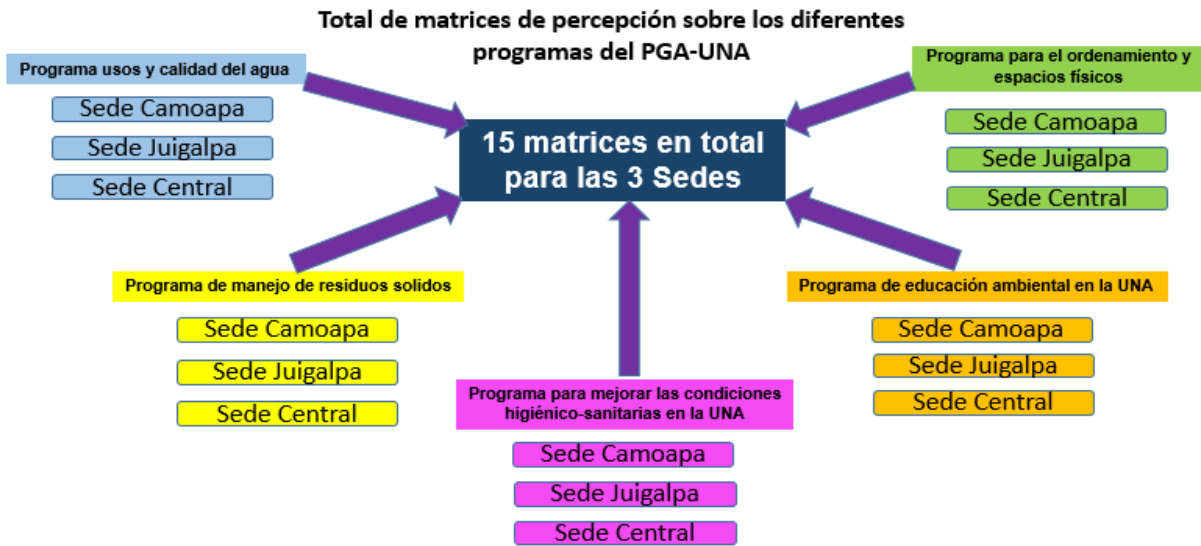 Total de matrices de percepción sobre los diferentes
programas del PGA-UNA
Programa usos y calidad del agua
Sede Camoapa
Sede Juigalpa
Sede Central
Programa para el ordenamiento y
espacios físicos
Sede Camoapa
Sede Juigalpa
Sede Central
15 matrices en total
para las 3 Sedes
Programa de manejo de residuos solidos
Sede Camoapa
Sede Juigalpa
Sede Central
Programa para mejorar las condiciones
higiénico-sanitarias en la UNA
Sede Camoapa
Sede Juigalpa
Sede Central
Programa de educación ambiental en la UNA
Sede Camoapa
Sede Juigalpa
Sede Central